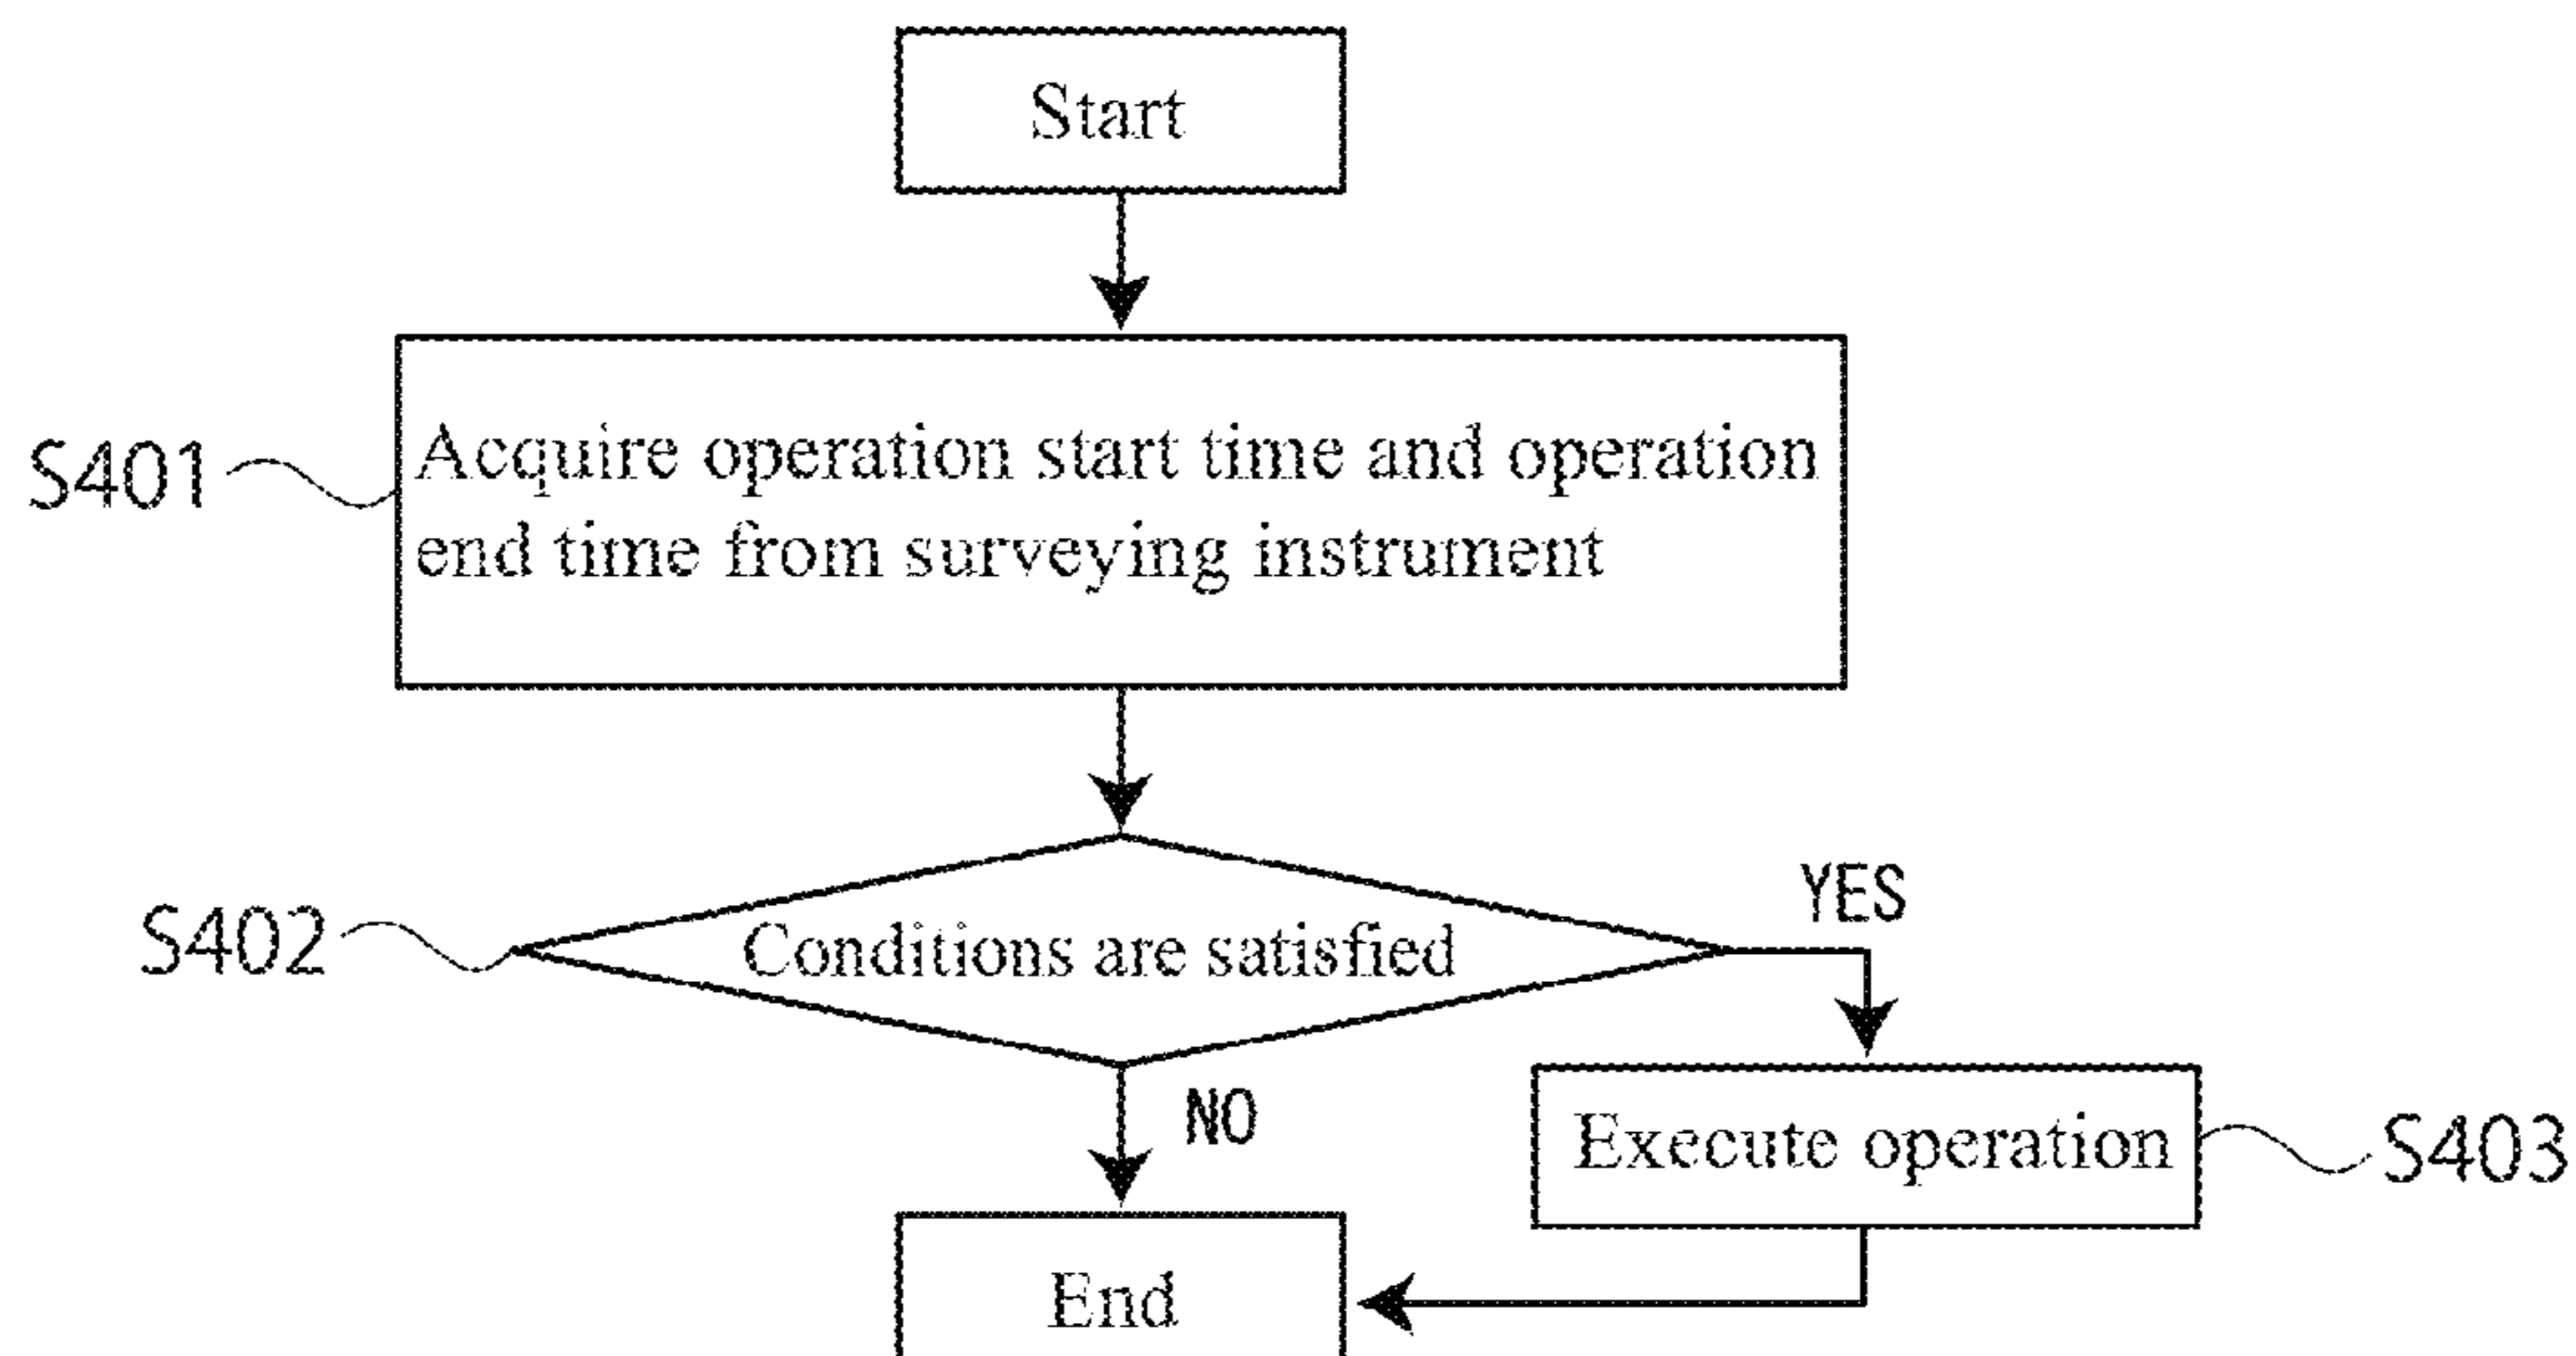 Start
S401
Acquire operation start time and operation
end time from surveying instrument
S402
Conditions are satisfied
YES
NO
Execute operation
S403
End